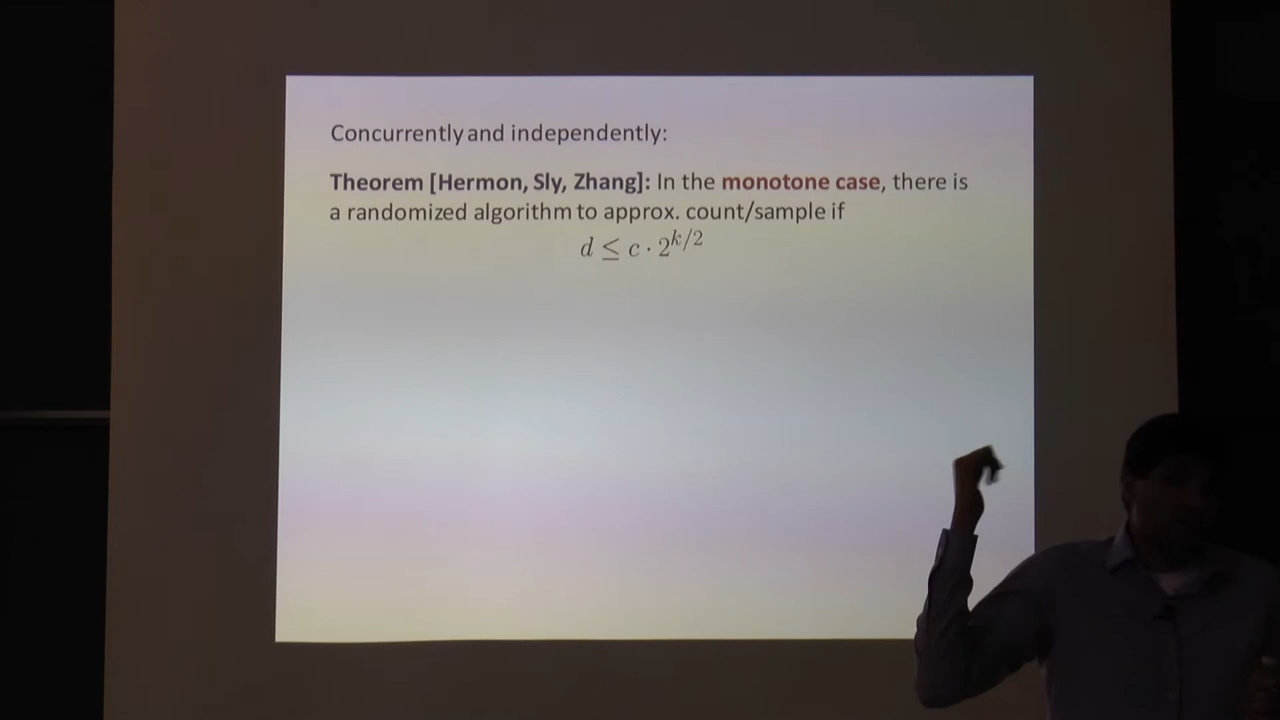 Concurrently and independently:
Theorem [Hermon, Sly, Zhang]: In the monotone case, there is
a randomized algorithm to approx. count/sample if
d ≤ c · 2^{k/2}